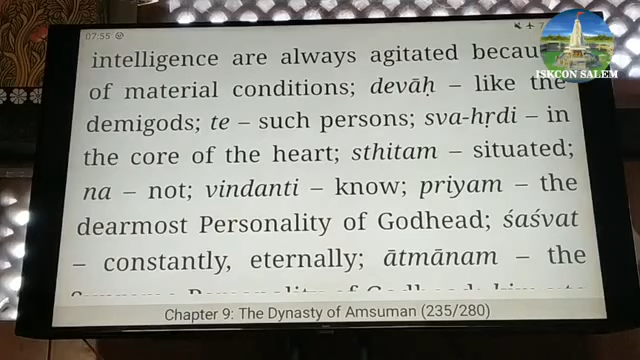 07:55
7
ISKCON SALEM
intelligence are always agitated becau
of material conditions; devāḥ – like the
demigods; te – such persons; sva-hṛdi – in
the core of the heart; sthitam – situated;
na – not; vindanti – know; priyam – the
dearmost Personality of Godhead; śaśvat
– constantly, eternally; ātmānam – the
Chapter 9: The Dynasty of Amsuman (235/280)